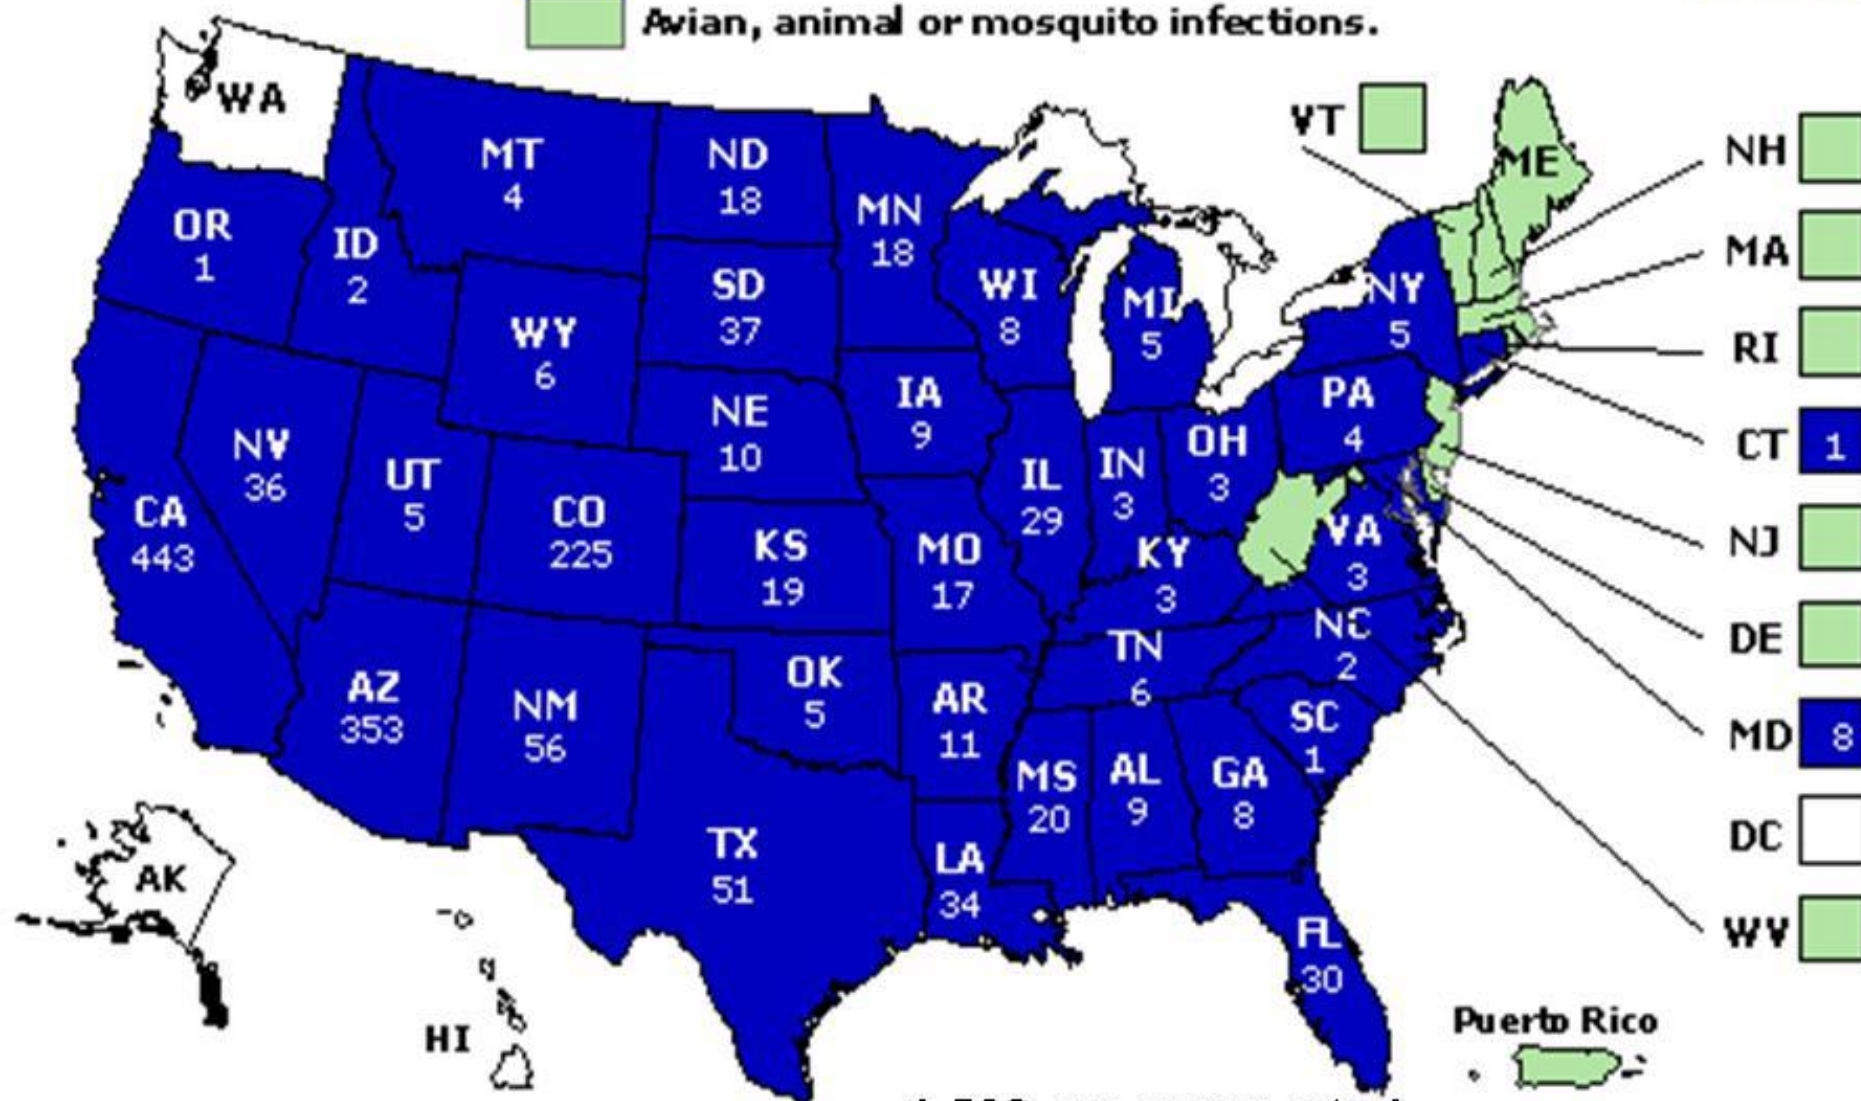 Avian, animal or mosquito infections.
WA
VT
NH
MT
4
ND
18
ME
MN
18
OR
1
ID
2
MA
SD
37
WI
8
MI
5
NY
5
WY
6
RI
NE
10
IA
9
PA
4
CT 1
NV
36
UT
5
CO
225
IL
29
IN
3
OH
3
CA
443
KS
19
MO
17
KY
3
VA
3
NJ
DE
NC
2
TN
6
AZ
353
NM
56
OK
5
AR
11
SC
1
MD 8
MS
20
AL
9
GA
8
DC
TX
51
LA
34
AK
FL
30
WV
HI
Puerto Rico